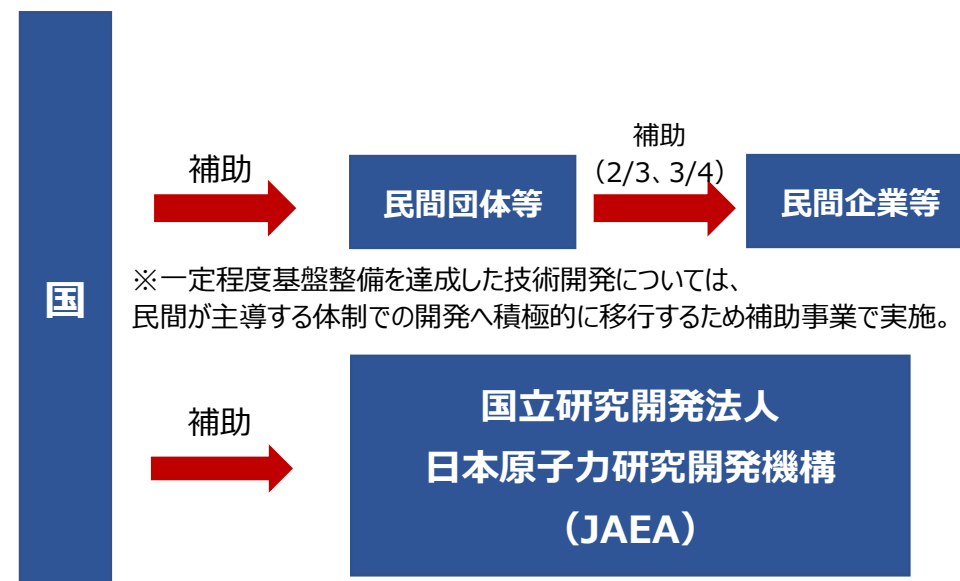 国
補助
民間団体等
補助
（2/3、3/4）
民間企業等
※一定程度基盤整備を達成した技術開発については、
民間が主導する体制での開発へ積極的に移行するため補助事業で実施。
補助
国立研究開発法人
日本原子力研究開発機構
（JAEA）